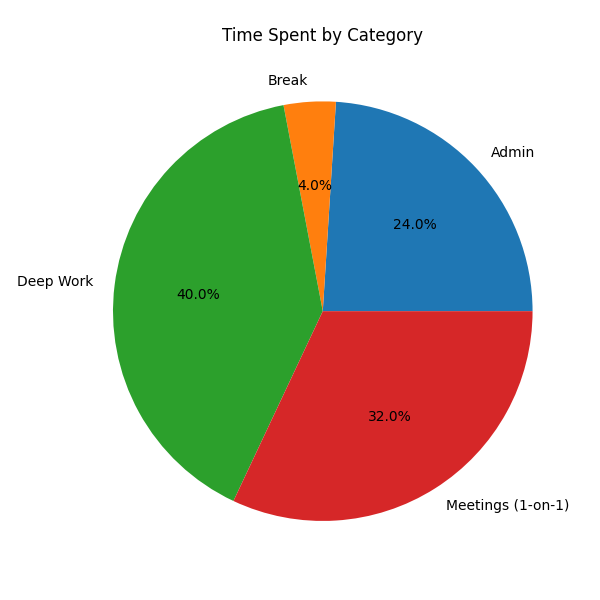 Time Spent by Category
Break
Admin
4.0%
24.0%
Deep Work
40.0%
32.0%
Meetings (1-on-1)